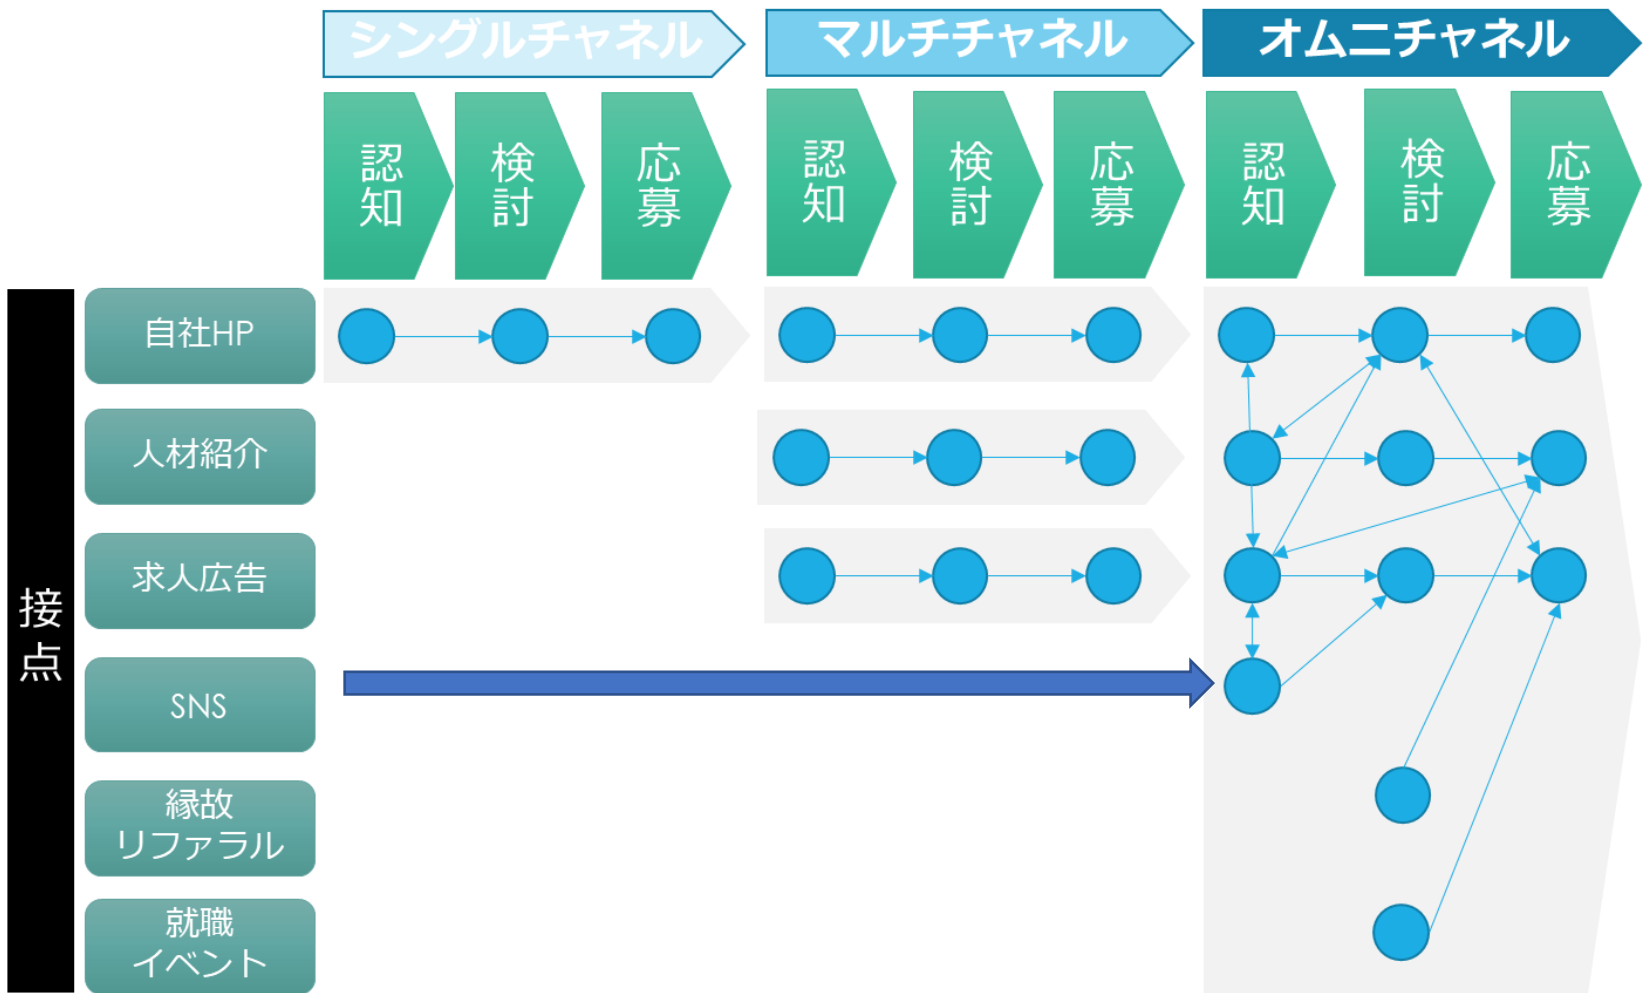 シングルチャネル
マルチチャネル
オムニチャネル
認知
検討
応募
認知
検討
応募
認知
検討
応募
接点
自社HP
人材紹介
求人広告
SNS
縁故
リファラル
就職
イベント